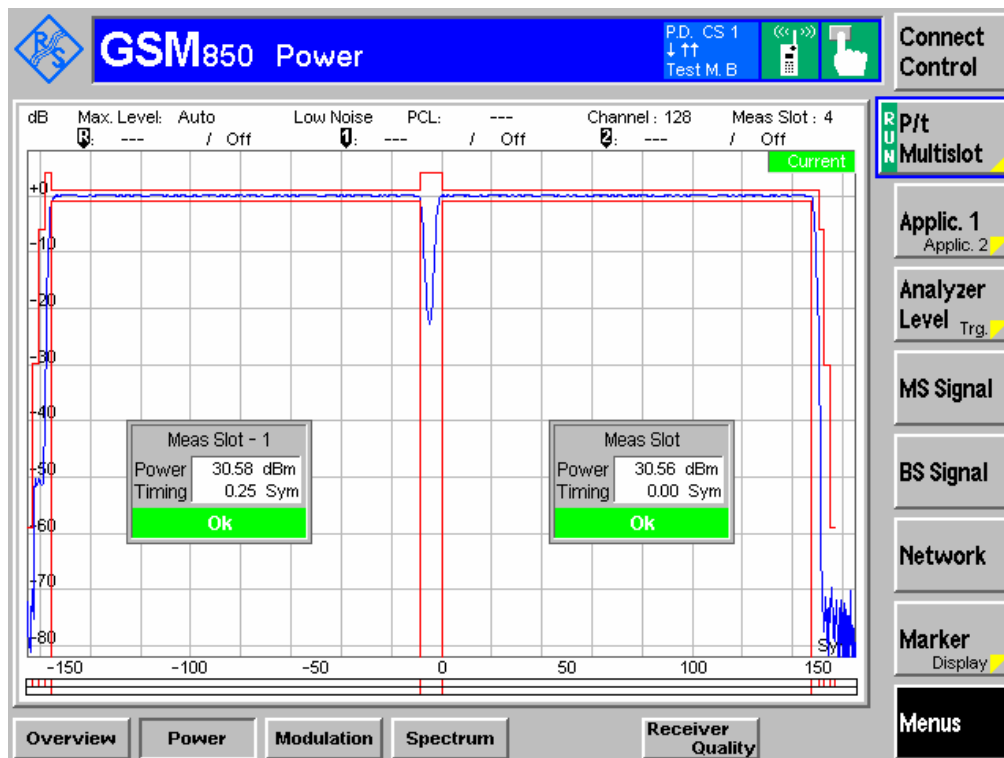 R S
GSM850 Power
P.D. CS 1
↓ ↑↑
Test M. B
Connect Control
dB Max. Level: Auto Low Noise PCL: --- Channel : 128 Meas Slot : 4
R: --- / Off 1: --- / Off 2: --- / Off
Current
+0
-10
-20
-30
-40
-50
-60
-70
-80
Meas Slot - 1
Power 30.58 dBm
Timing 0.25 Sym
Ok
Meas Slot
Power 30.56 dBm
Timing 0.00 Sym
Ok
Sy
-150 -100 -50 0 50 100 150
RUN
P/t Multislot
Applic. 1
Applic. 2
Analyzer Level Trg.
MS Signal
BS Signal
Network
Marker
Display
Menus
Overview Power Modulation Spectrum Receiver Quality